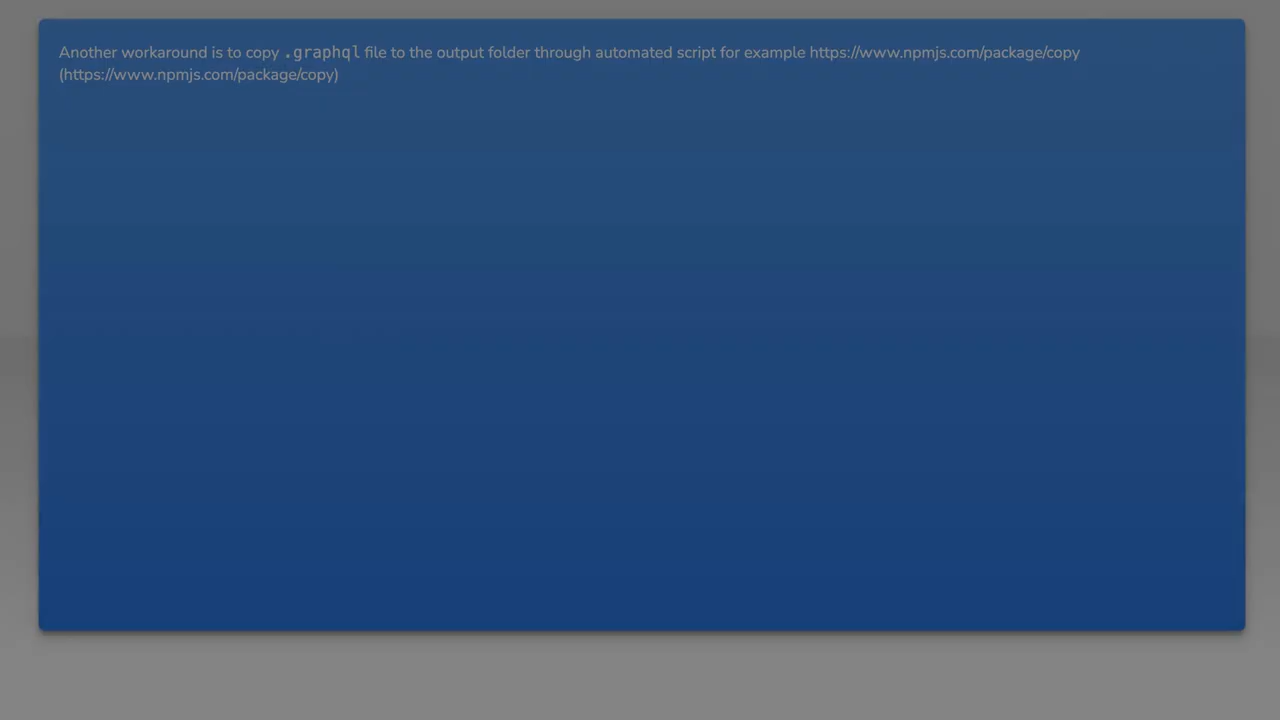 Another workaround is to copy .graphql file to the output folder through automated script for example https://www.npmjs.com/package/copy
(https://www.npmjs.com/package/copy)